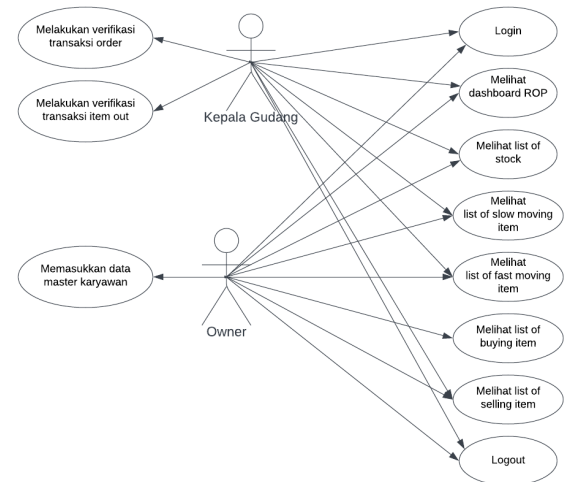 Melakukan verifikasi
transaksi order
Melakukan verifikasi
transaksi item out
Kepala Gudang
Memasukkan data
master karyawan
Owner
Login
Melihat
dashboard ROP
Melihat list of
stock
Melihat
list of slow moving
item
Melihat
list of fast moving
item
Melihat list of
buying item
Melihat list of
selling item
Logout